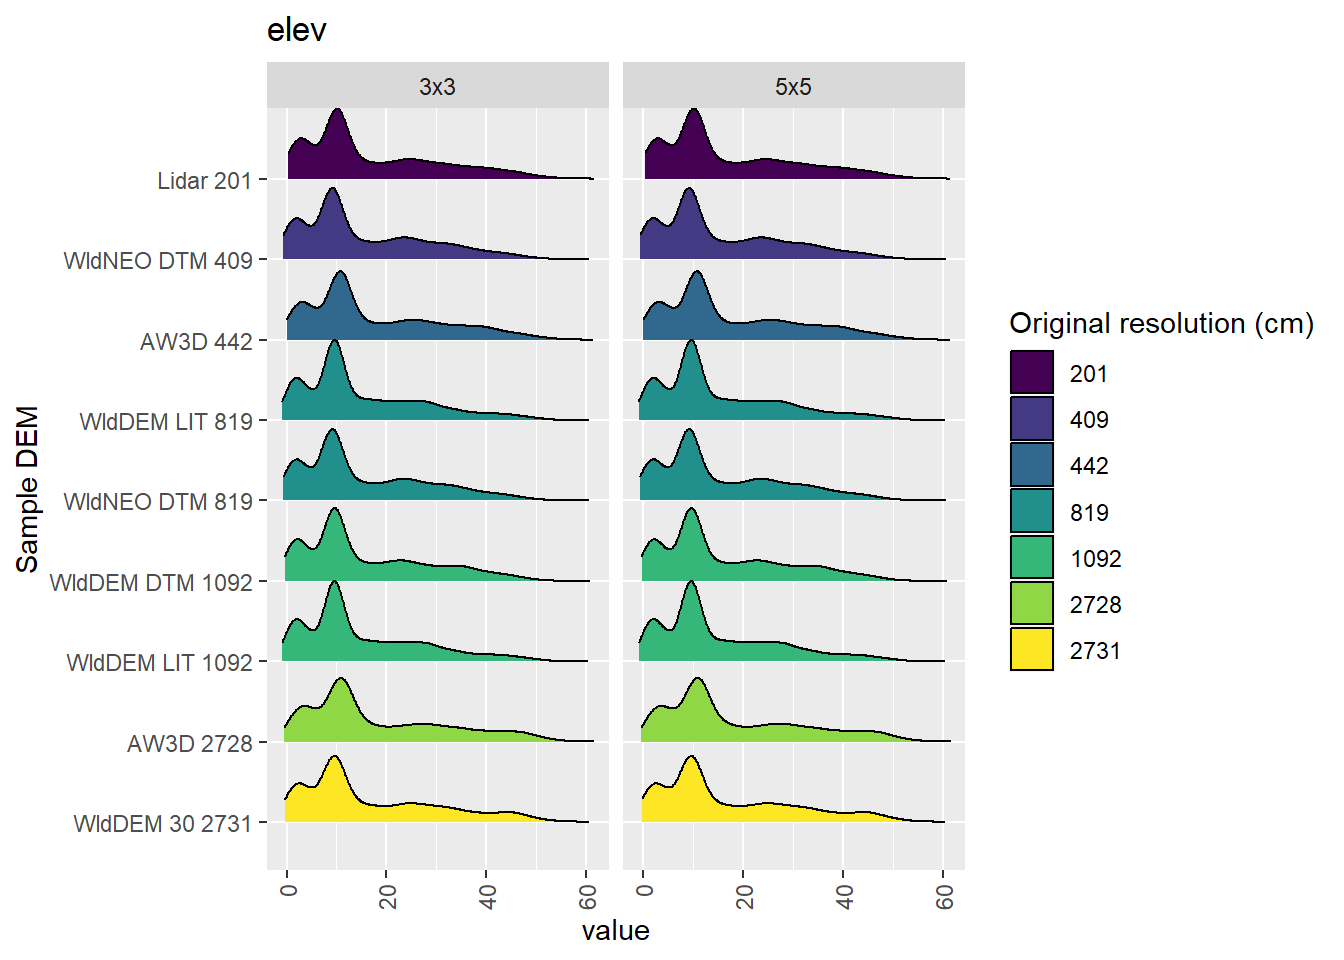 elev
3x3
5x5
Lidar 201
WldNEO DTM 409
AW3D 442
WldDEM LIT 819
WldNEO DTM 819
WldDEM DTM 1092
WldDEM LIT 1092
AW3D 2728
WldDEM 30 2731
Sample DEM
0
20
40
60
0
20
40
60
value
Original resolution (cm)
201
409
442
819
1092
2728
2731